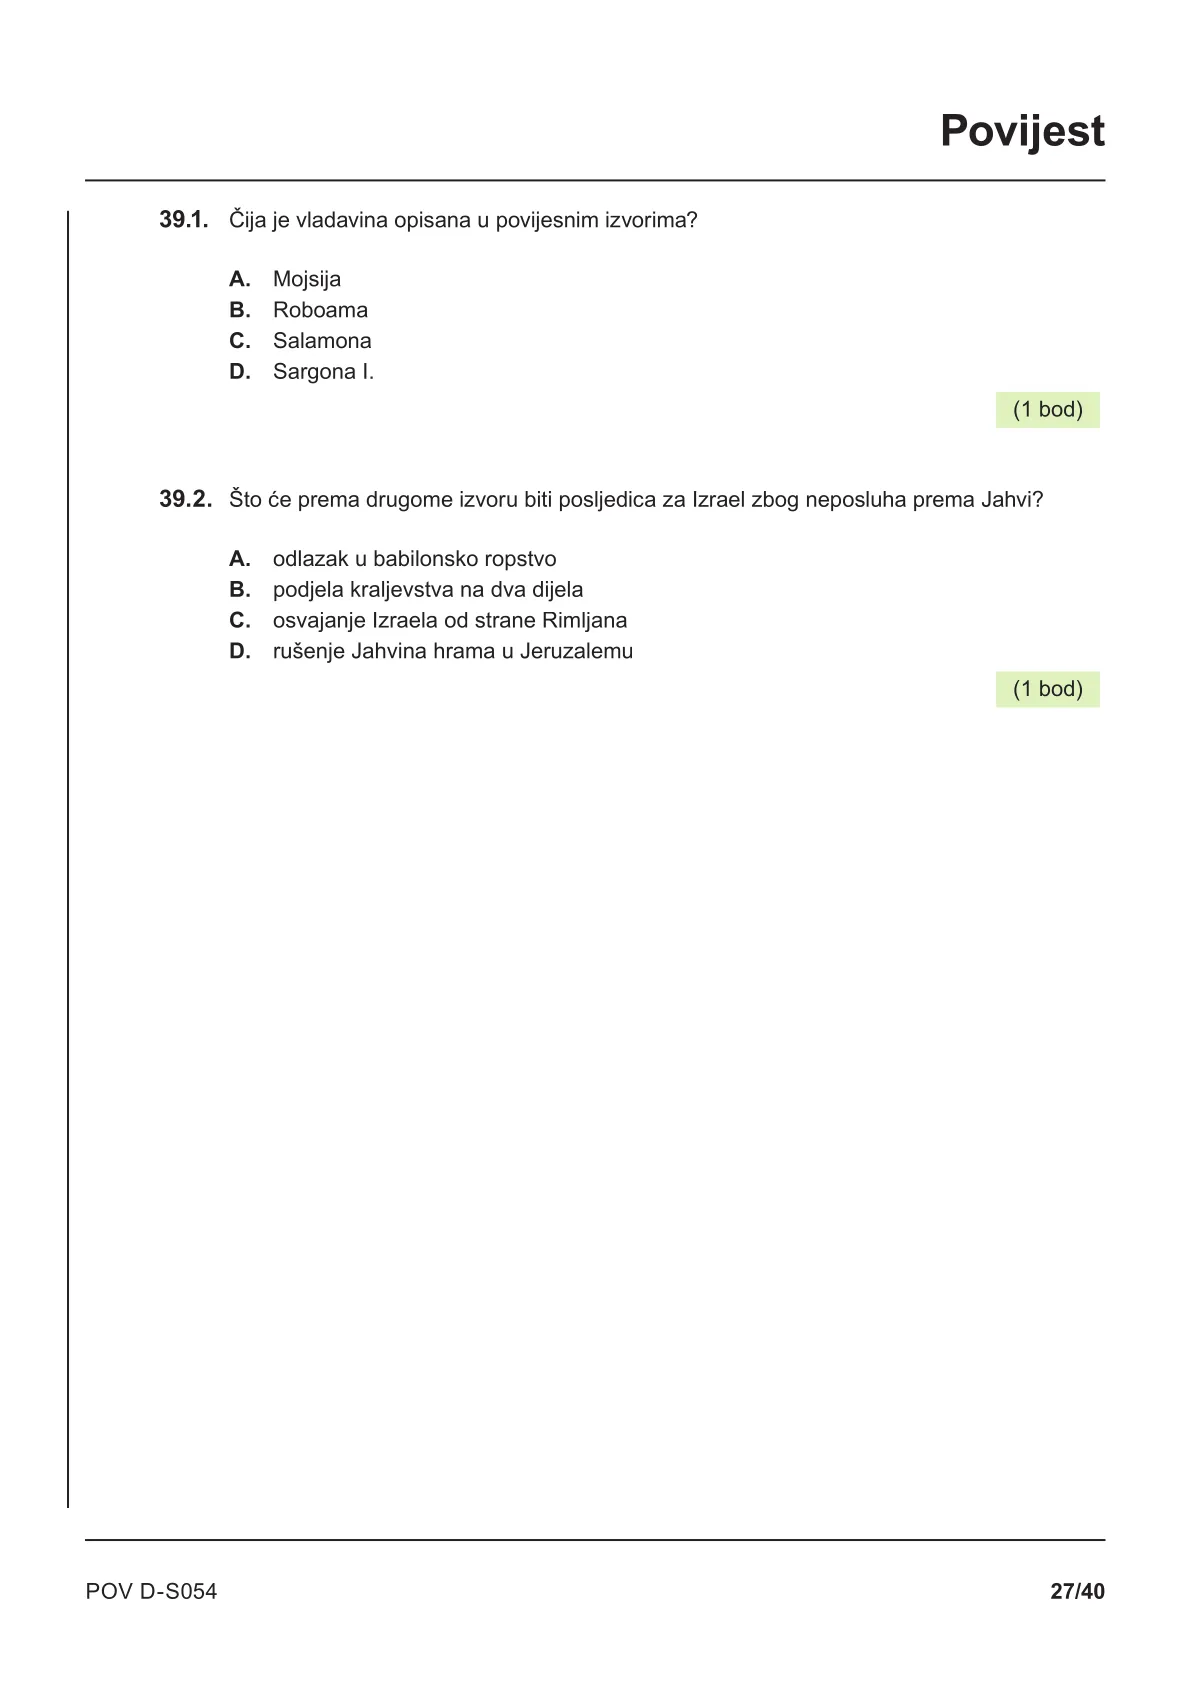 Povijest
39.1. Čija je vladavina opisana u povijesnim izvorima?
A. Mojsija
B. Roboama
C. Salamona
D. Sargona I.
(1 bod)
39.2. Što će prema drugome izvoru biti posljedica za Izrael zbog neposluha prema Jahvi?
A. odlazak u babilonsko ropstvo
B. podjela kraljevstva na dva dijela
C. osvajanje Izraela od strane Rimljana
D. rušenje Jahvina hrama u Jeruzalemu
(1 bod)
POV D-S054
27/40